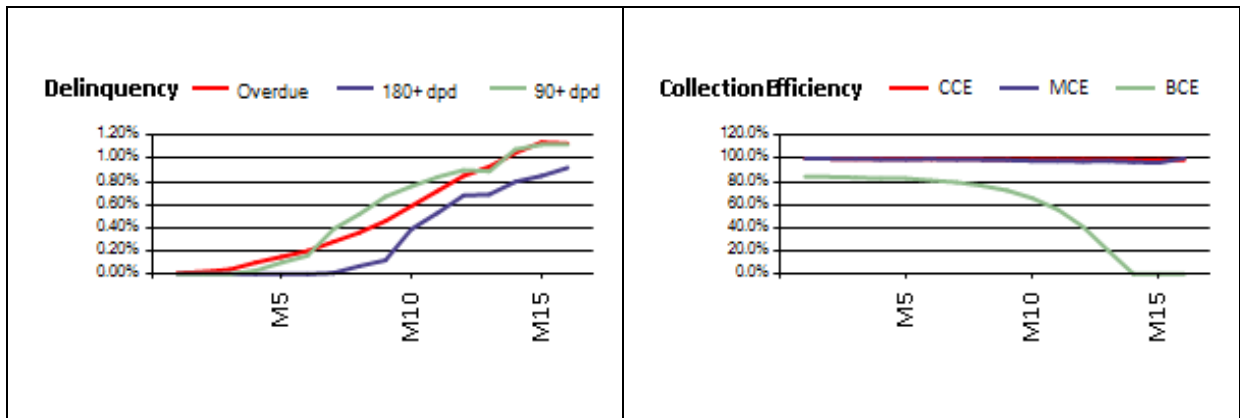 Delinquency Overdue 180+ dpd 90+ dpd
1.20%
1.00%
0.80%
0.60%
0.40%
0.20%
0.00%
M5
M10
M15
Collection Efficiency CCE MCE BCE
120.0%
100.0%
80.0%
60.0%
40.0%
20.0%
0.0%
M5
M10
M15